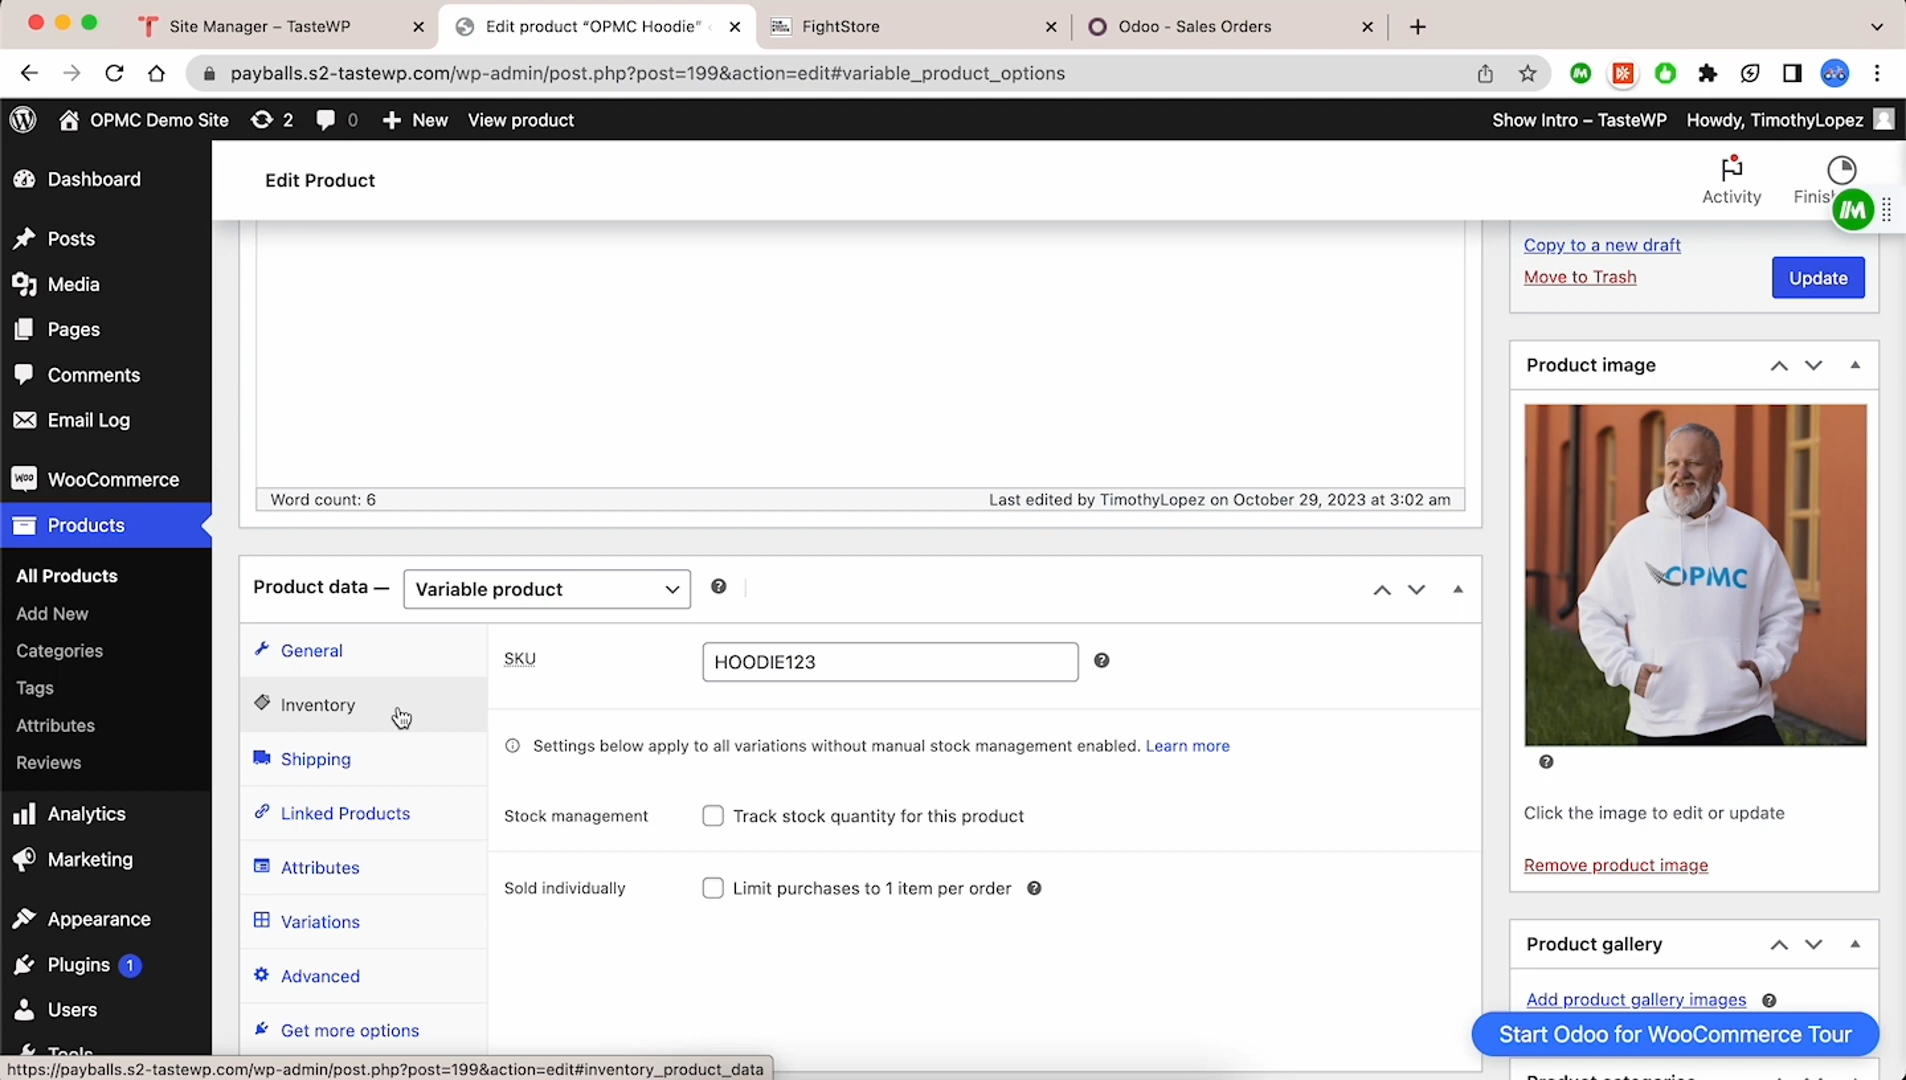 Site Manager – TasteWP
Edit product “OPMC Hoodie”
FightStore
Odoo - Sales Orders
payballs.s2-tastewp.com/wp-admin/post.php?post=199&action=edit#variable_product_options
OPMC Demo Site
2
0
New
View product
Show Intro – TasteWP
Howdy, TimothyLopez
Dashboard
Posts
Media
Pages
Comments
Email Log
WooCommerce
Products
All Products
Add New
Categories
Tags
Attributes
Reviews
Analytics
Marketing
Appearance
Plugins 1
Users
Tools
Edit Product
Activity
Finis
Copy to a new draft
Move to Trash
Update
Word count: 6
Last edited by TimothyLopez on October 29, 2023 at 3:02 am
Product data —
Variable product
General
Inventory
Shipping
Linked Products
Attributes
Variations
Advanced
Get more options
SKU
HOODIE123
Settings below apply to all variations without manual stock management enabled. Learn more
Stock management
Track stock quantity for this product
Sold individually
Limit purchases to 1 item per order
Product image
OPMC
Click the image to edit or update
Remove product image
Product gallery
Add product gallery images
Start Odoo for WooCommerce Tour
Product categories
https://payballs.s2-tastewp.com/wp-admin/post.php?post=199&action=edit#inventory_product_data